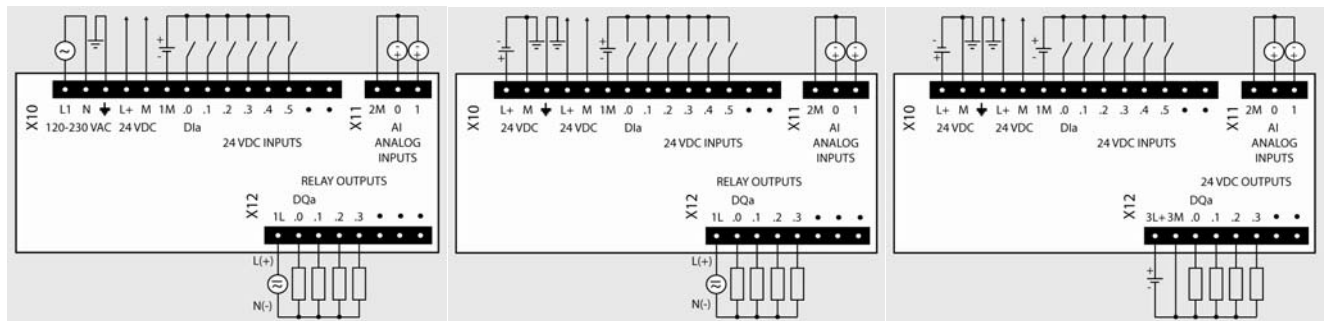 X10
L1 N L+ M 1M .0 .1 .2 .3 .4 .5
120-230 VAC 24 VDC DIa
24 VDC INPUTS
X11
2M 0 1
AI
ANALOG
INPUTS
RELAY OUTPUTS
X12
DQa
1L .0 .1 .2 .3
L(+)
N(-)
X10
L+ M L+ M 1M .0 .1 .2 .3 .4 .5
24 VDC 24 VDC DIa
24 VDC INPUTS
X11
2M 0 1
AI
ANALOG
INPUTS
RELAY OUTPUTS
X12
DQa
1L .0 .1 .2 .3
L(+)
N(-)
X10
L+ M L+ M 1M .0 .1 .2 .3 .4 .5
24 VDC 24 VDC DIa
24 VDC INPUTS
X11
2M 0 1
AI
ANALOG
INPUTS
24 VDC OUTPUTS
X12
DQa
3L+ 3M .0 .1 .2 .3